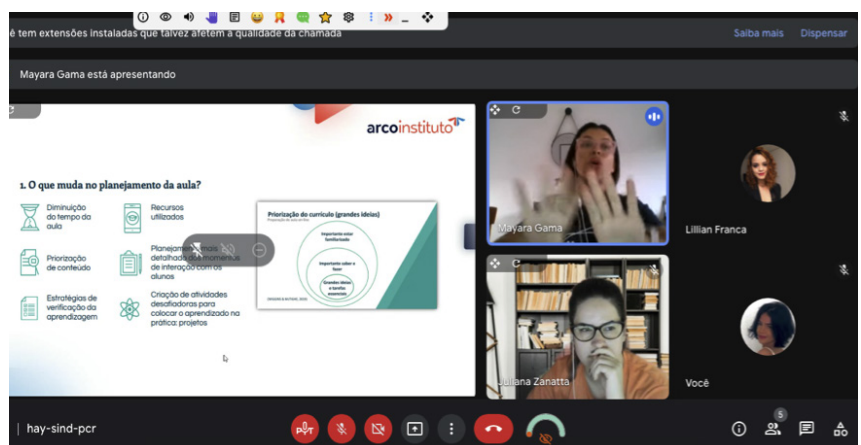 ê tem extensões instaladas que talvez afetem a qualidade da chamada
Saiba mais
Dispensar
Mayara Gama está apresentando
arcoinstituto
1. O que muda no planejamento da aula?
Diminuição
do tempo da
aula
Recursos
utilizados
Priorização
de conteúdo
Planejamento mais
detalhado dos momentos
de interação com os
alunos
Estratégias de
verificação da
aprendizagem
Criação de atividades
desafiadoras para
colocar o aprendizado na
prática: projetos
Priorização do currículo (grandes ideias)
Importante estar
familiarizado
Importante saber e
fazer
Grandes ideias
e tarefas
essenciais
Mayara Gama
Lillian Franca
Juliana Zanatta
Você
hay-sind-pcr
PẙT
5